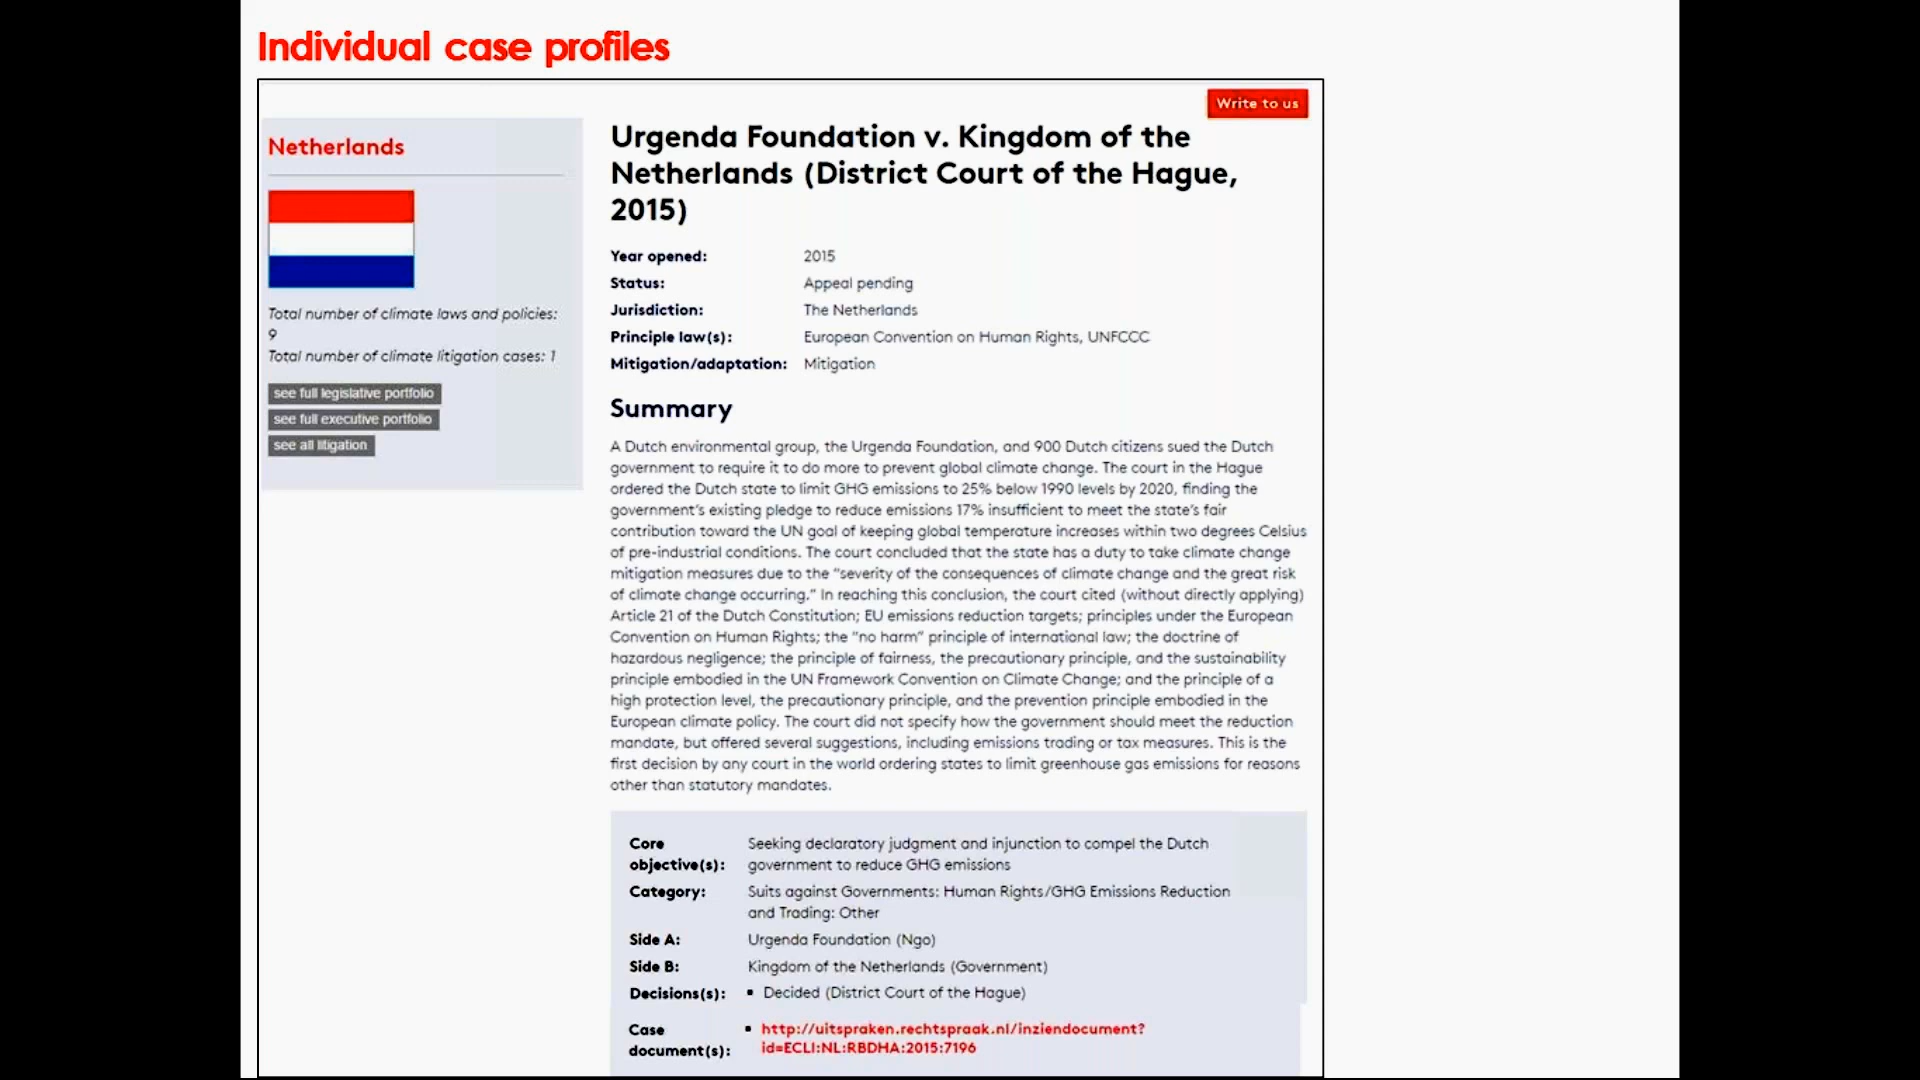 Individual case profiles
Write to us
Netherlands
Total number of climate laws and policies:
9
Total number of climate litigation cases: 1
see full legislative portfolio
see full executive portfolio
see all litigation
Urgenda Foundation v. Kingdom of the
Netherlands (District Court of the Hague,
2015)
Year opened: 2015
Status: Appeal pending
Jurisdiction: The Netherlands
Principle law(s): European Convention on Human Rights, UNFCCC
Mitigation/adaptation: Mitigation
Summary
A Dutch environmental group, the Urgenda Foundation, and 900 Dutch citizens sued the Dutch
government to require it to do more to prevent global climate change. The court in the Hague
ordered the Dutch state to limit GHG emissions to 25% below 1990 levels by 2020, finding the
government's existing pledge to reduce emissions 17% insufficient to meet the state's fair
contribution toward the UN goal of keeping global temperature increases within two degrees Celsius
of pre-industrial conditions. The court concluded that the state has a duty to take climate change
mitigation measures due to the "severity of the consequences of climate change and the great risk
of climate change occurring." In reaching this conclusion, the court cited (without directly applying)
Article 21 of the Dutch Constitution; EU emissions reduction targets; principles under the European
Convention on Human Rights; the "no harm" principle of international law; the doctrine of
hazardous negligence; the principle of fairness, the precautionary principle, and the sustainability
principle embodied in the UN Framework Convention on Climate Change; and the principle of a
high protection level, the precautionary principle, and the prevention principle embodied in the
European climate policy. The court did not specify how the government should meet the reduction
mandate, but offered several suggestions, including emissions trading or tax measures. This is the
first decision by any court in the world ordering states to limit greenhouse gas emissions for reasons
other than statutory mandates.
Core Seeking declaratory judgment and injunction to compel the Dutch
objective(s): government to reduce GHG emissions
Category: Suits against Governments: Human Rights/GHG Emissions Reduction
and Trading: Other
Side A: Urgenda Foundation (Ngo)
Side B: Kingdom of the Netherlands (Government)
Decisions(s): ▪ Decided (District Court of the Hague)
Case ▪ http://uitspraken.rechtspraak.nl/inziendocument?
document(s): id=ECLI:NL:RBDHA:2015:7196